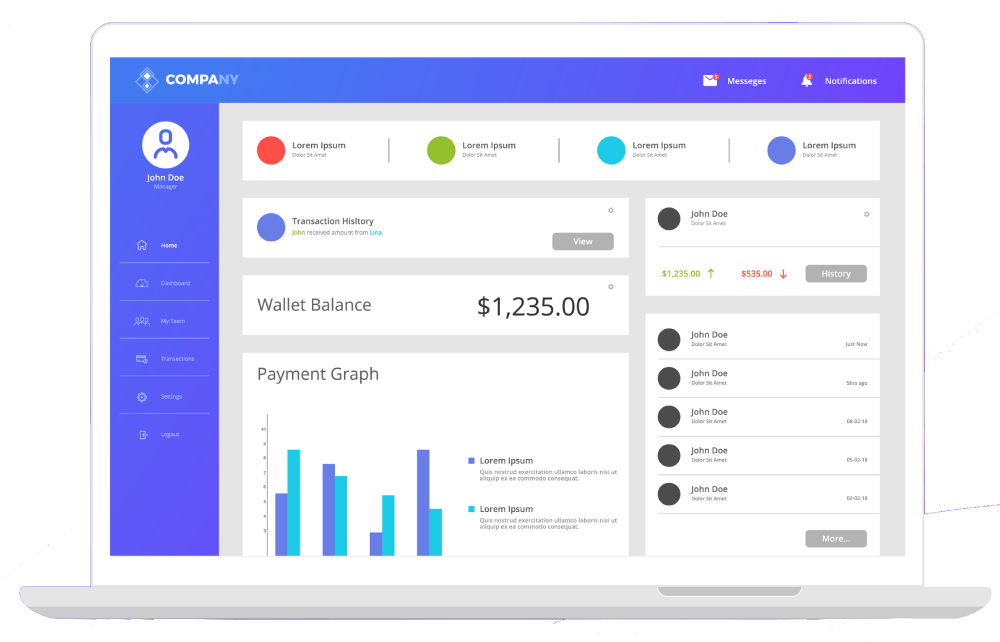 COMPANY
Messeges
Notifications
John Doe
Manager
Home
Dashboard
My Team
Transections
Settings
Logout
Lorem Ipsum
Dolor Sit Amet
Lorem Ipsum
Dolor Sit Amet
Lorem Ipsum
Dolor Sit Amet
Lorem Ipsum
Dolor Sit Amet
Transaction Hisltory
John received amount from Lina.
View
Wallet Balance
$1,235.00
Payment Graph
10
9
8
7
6
5
4
3
Lorem Ipsum
Quis nostrud exercitation ullamco laboris nisi ut
aliquip ex ea commodo consequat.
Lorem Ipsum
Quis nostrud exercitation ullamco laboris nisi ut
aliquip ex ea commodo consequat.
John Doe
Dolor Sit Amet
$1,235.00
$535.00
History
John Doe
Dolor Sit Amet
Just Now
John Doe
Dolor Sit Amet
5hrs ago
John Doe
Dolor Sit Amet
08-02-18
John Doe
Dolor Sit Amet
05-02-18
John Doe
Dolor Sit Amet
02-02-18
More...